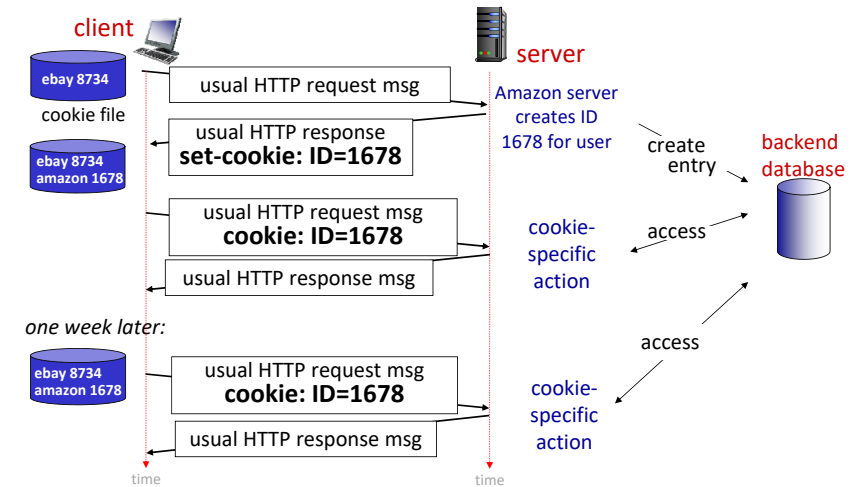 client
server
ebay 8734
cookie file
usual HTTP request msg
Amazon server
creates ID
1678 for user
usual HTTP response
set-cookie: ID=1678
ebay 8734
amazon 1678
create
entry
backend
database
usual HTTP request msg
cookie: ID=1678
cookie-
specific
action
access
usual HTTP response msg
one week later:
access
ebay 8734
amazon 1678
usual HTTP request msg
cookie: ID=1678
cookie-
specific
action
usual HTTP response msg
time
time